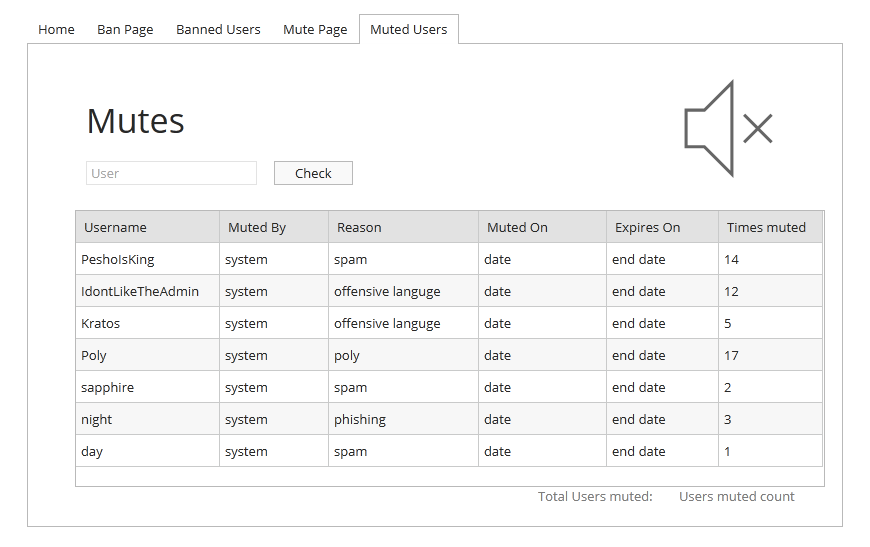 Home Ban Page Banned Users Mute Page Muted Users
Mutes
User Check
Username Muted By Reason Muted On Expires On Times muted
PeshoIsKing system spam date end date 14
IdontLikeTheAdmin system offensive languge date end date 12
Kratos system offensive languge date end date 5
Poly system poly date end date 17
sapphire system spam date end date 2
night system phishing date end date 3
day system spam date end date 1
Total Users muted: Users muted count